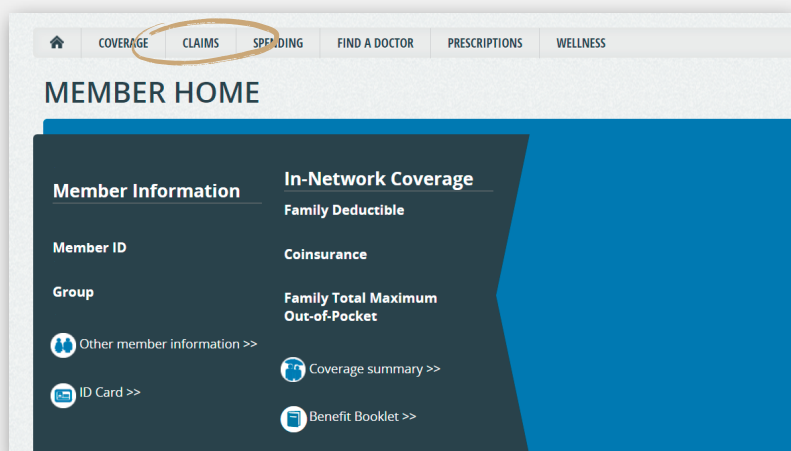 COVERAGE CLAIMS SPENDING FIND A DOCTOR PRESCRIPTIONS WELLNESS
MEMBER HOME
Member Information
Member ID
Group
Other member information >>
ID Card >>
In-Network Coverage
Family Deductible
Coinsurance
Family Total Maximum
Out-of-Pocket
Coverage summary >>
Benefit Booklet >>